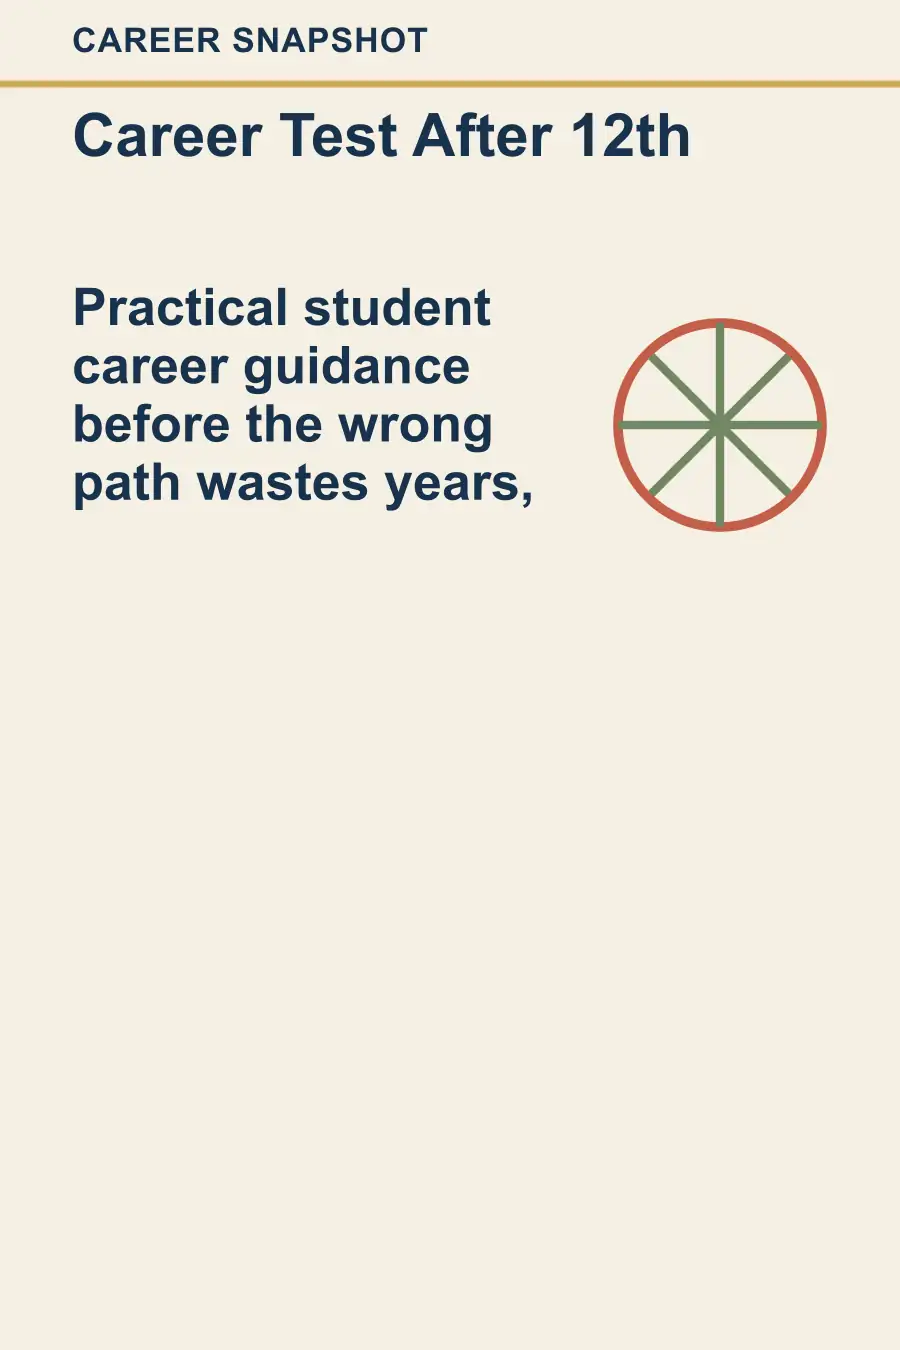 CAREER SNAPSHOT
Career Test After 12th
Practical student
career guidance
before the wrong
path wastes years,